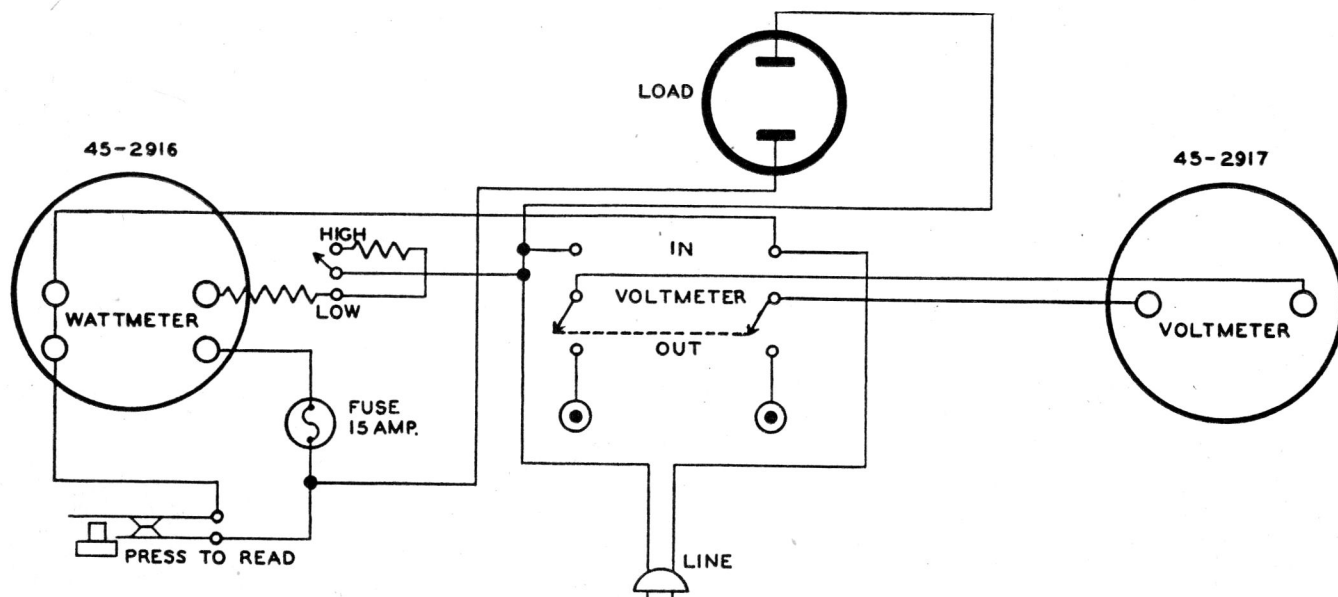 LOAD
45-2916
45-2917
HIGH
IN
WATTMETER
LOW
VOLTMETER
VOLTMETER
OUT
FUSE
15 AMP.
PRESS TO READ
LINE